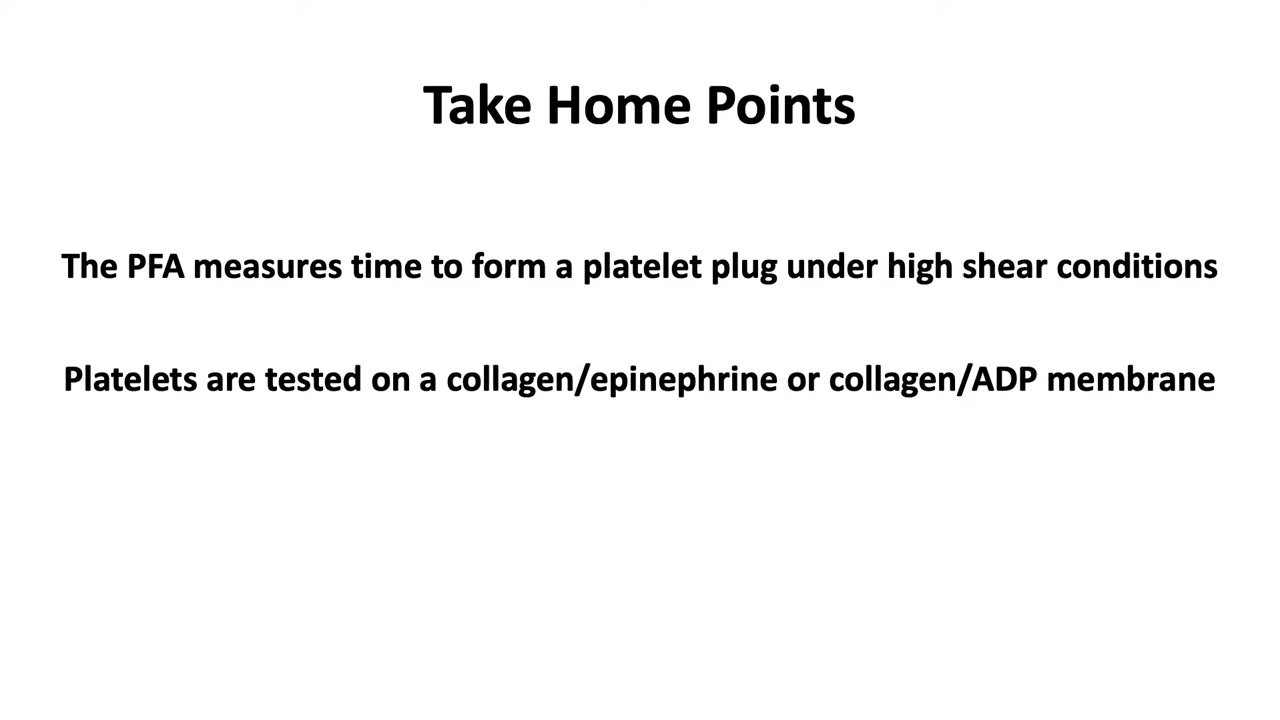 Take Home Points
The PFA measures time to form a platelet plug under high shear conditions
Platelets are tested on a collagen/epinephrine or collagen/ADP membrane